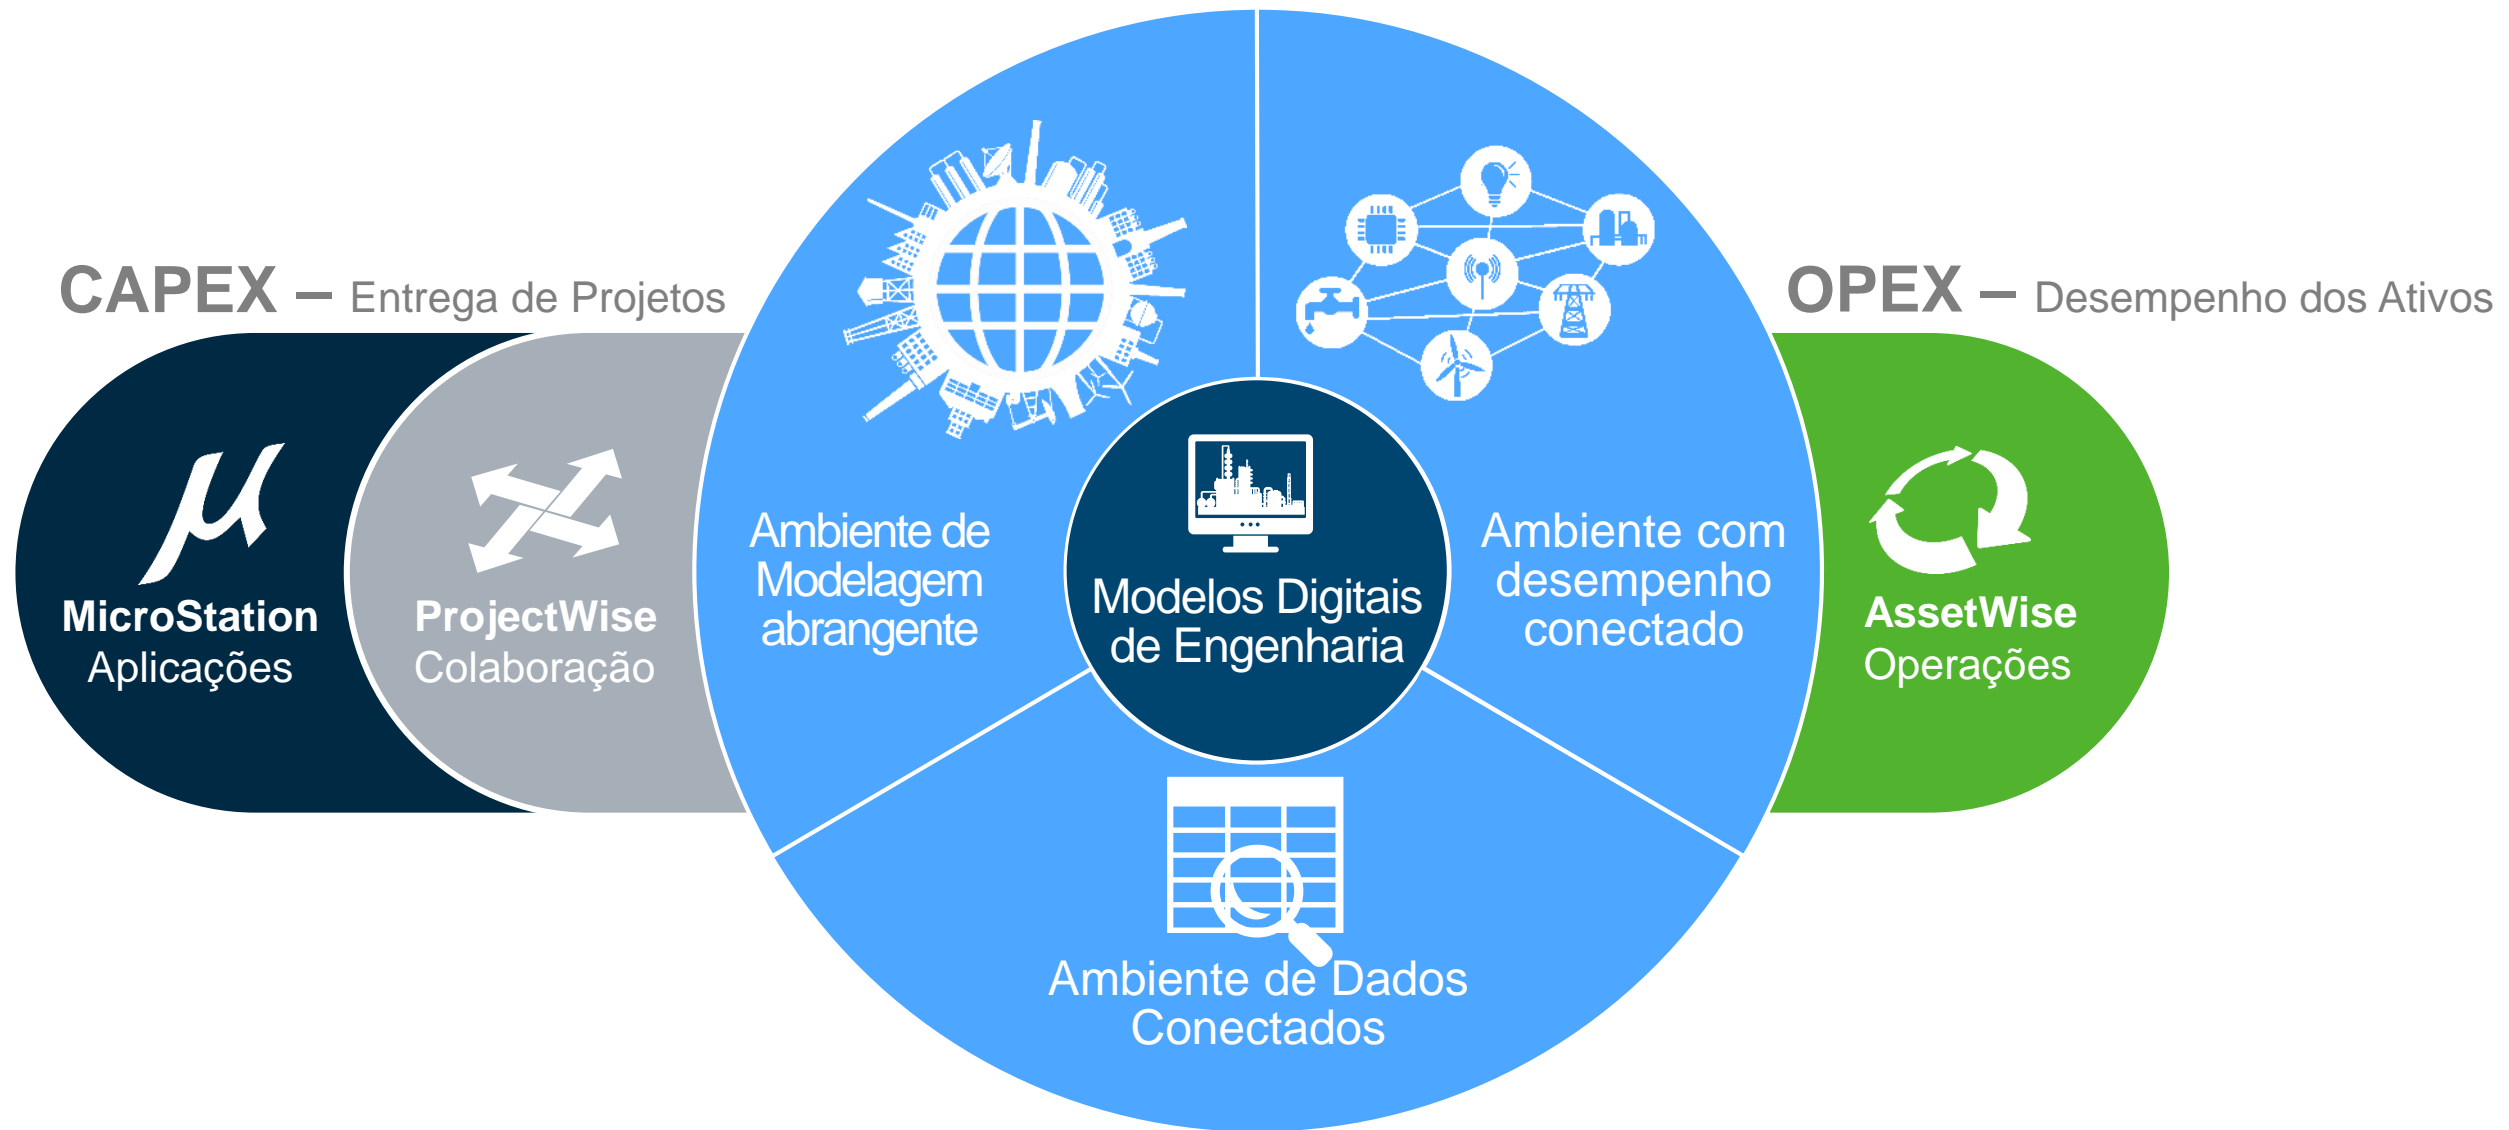 CAPEX — Entrega de Projetos
OPEX — Desempenho dos Ativos
MicroStation
Aplicações
ProjectWise
Colaboração
Ambiente de
Modelagem
abrangente
Modelos Digitais
de Engenharia
Ambiente com
desempenho
conectado
AssetWise
Operações
Ambiente de Dados
Conectados